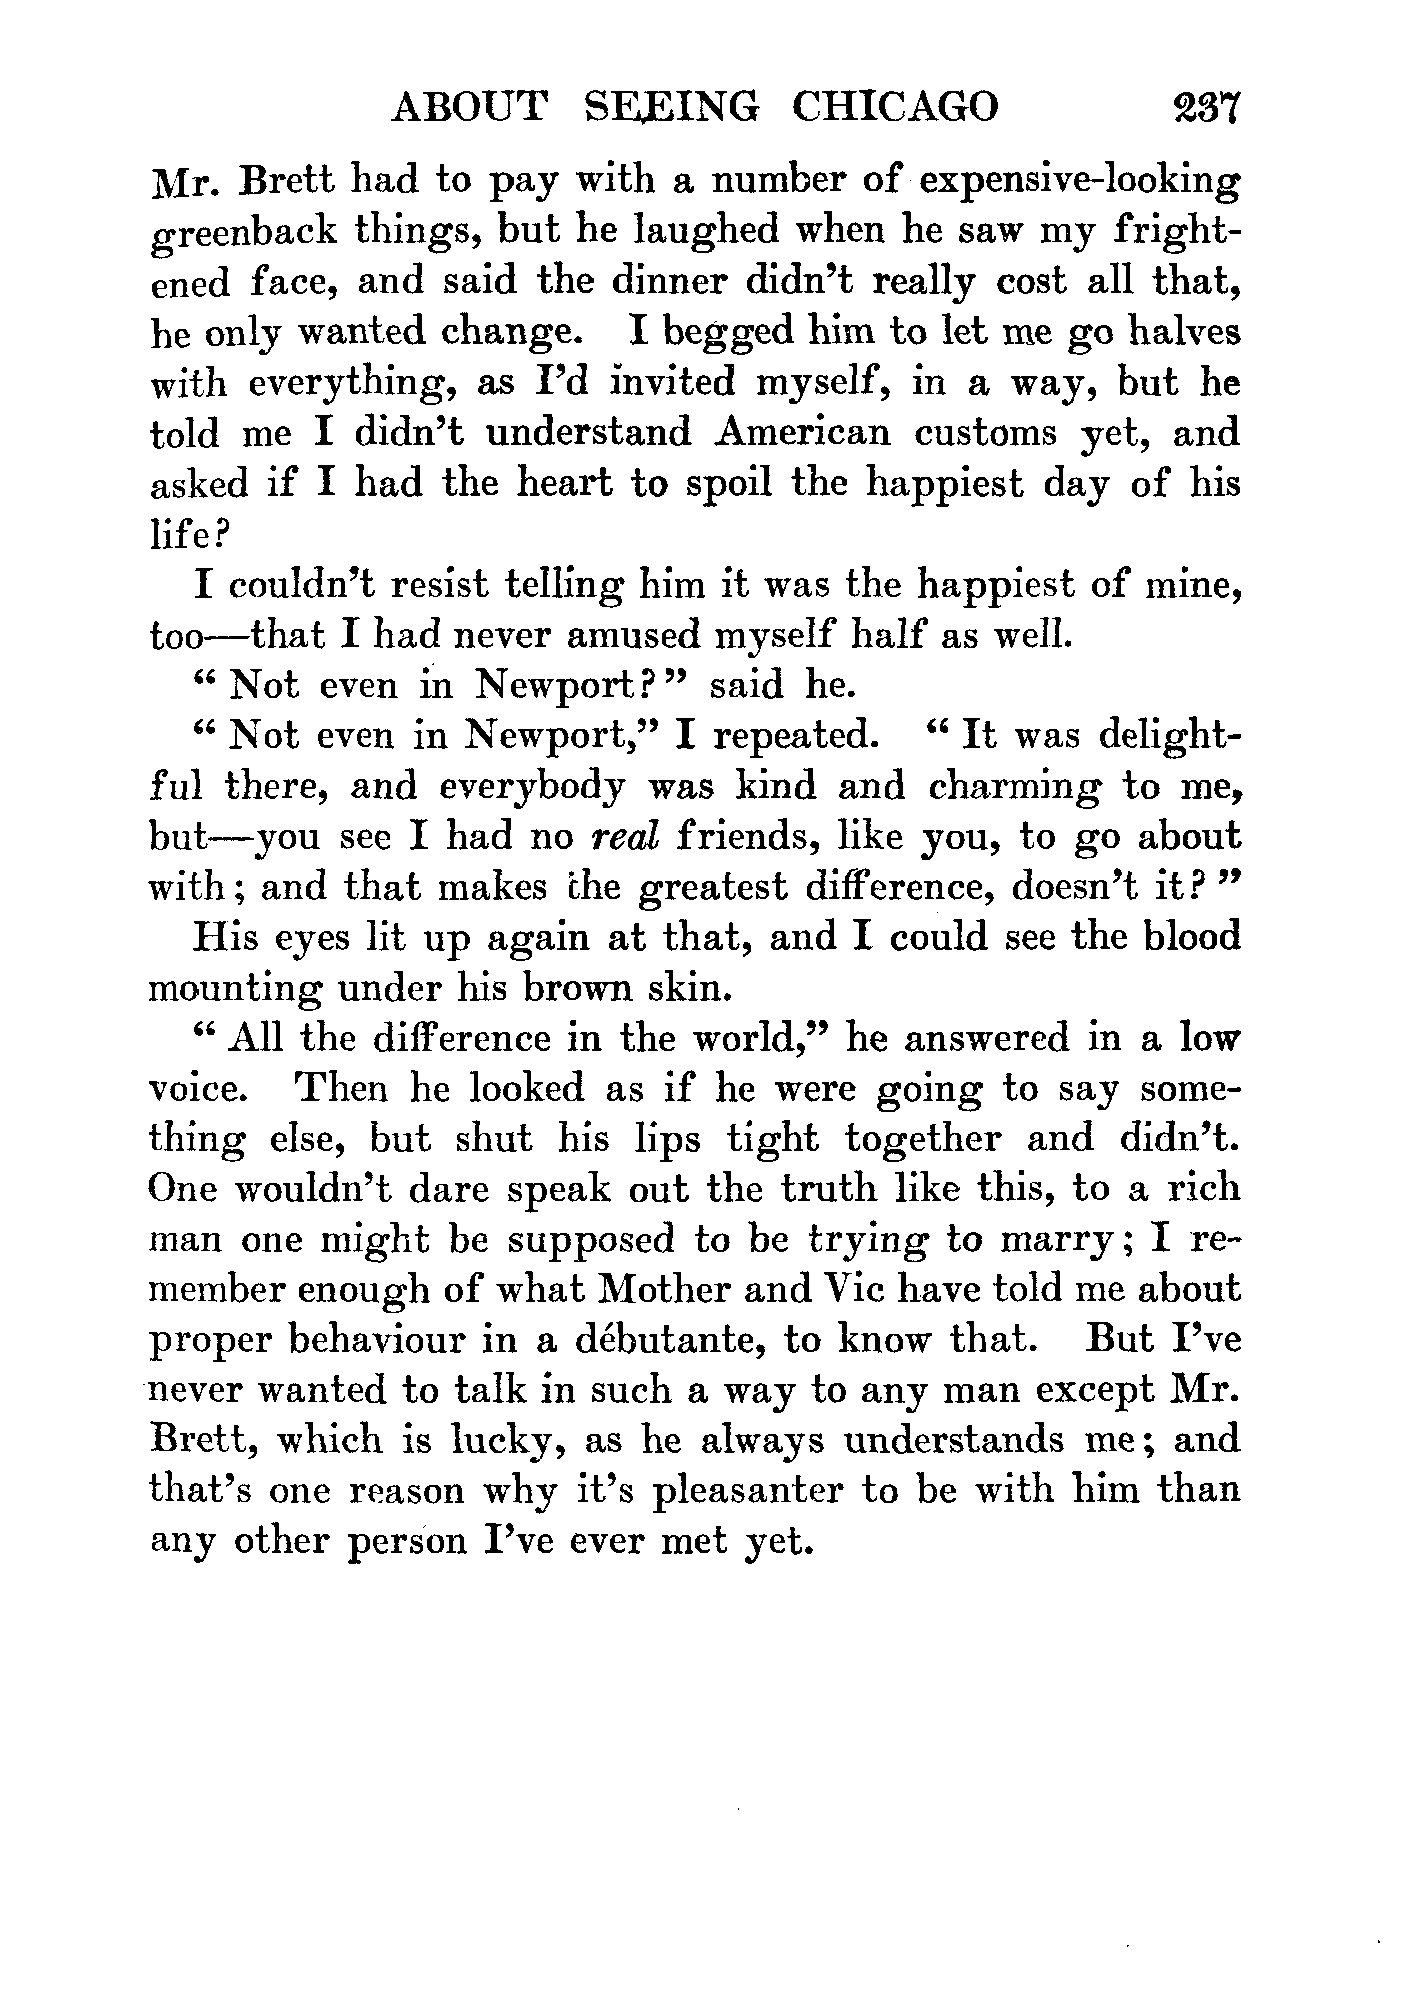 ABOUT SEEING CHICAGO 237
Mr. Brett had to pay with a number of expensive-looking
greenback things, but he laughed when he saw my fright-
ened face, and said the dinner didn't really cost all that,
he only wanted change. I begged him to let me go halves
with everything, as I'd invited myself, in a way, but he
told me I didn't understand American customs yet, and
asked if I had the heart to spoil the happiest day of his
life?
I couldn't resist telling him it was the happiest of mine,
too—that I had never amused myself half as well.
“ Not even in Newport? ” said he.
“ Not even in Newport,” I repeated. “ It was delight-
ful there, and everybody was kind and charming to me,
but—you see I had no real friends, like you, to go about
with; and that makes the greatest difference, doesn't it? ”
His eyes lit up again at that, and I could see the blood
mounting under his brown skin.
“ All the difference in the world,” he answered in a low
voice. Then he looked as if he were going to say some-
thing else, but shut his lips tight together and didn't.
One wouldn't dare speak out the truth like this, to a rich
man one might be supposed to be trying to marry; I re-
member enough of what Mother and Vic have told me about
proper behaviour in a débutante, to know that. But I've
never wanted to talk in such a way to any man except Mr.
Brett, which is lucky, as he always understands me; and
that's one reason why it's pleasanter to be with him than
any other person I've ever met yet.